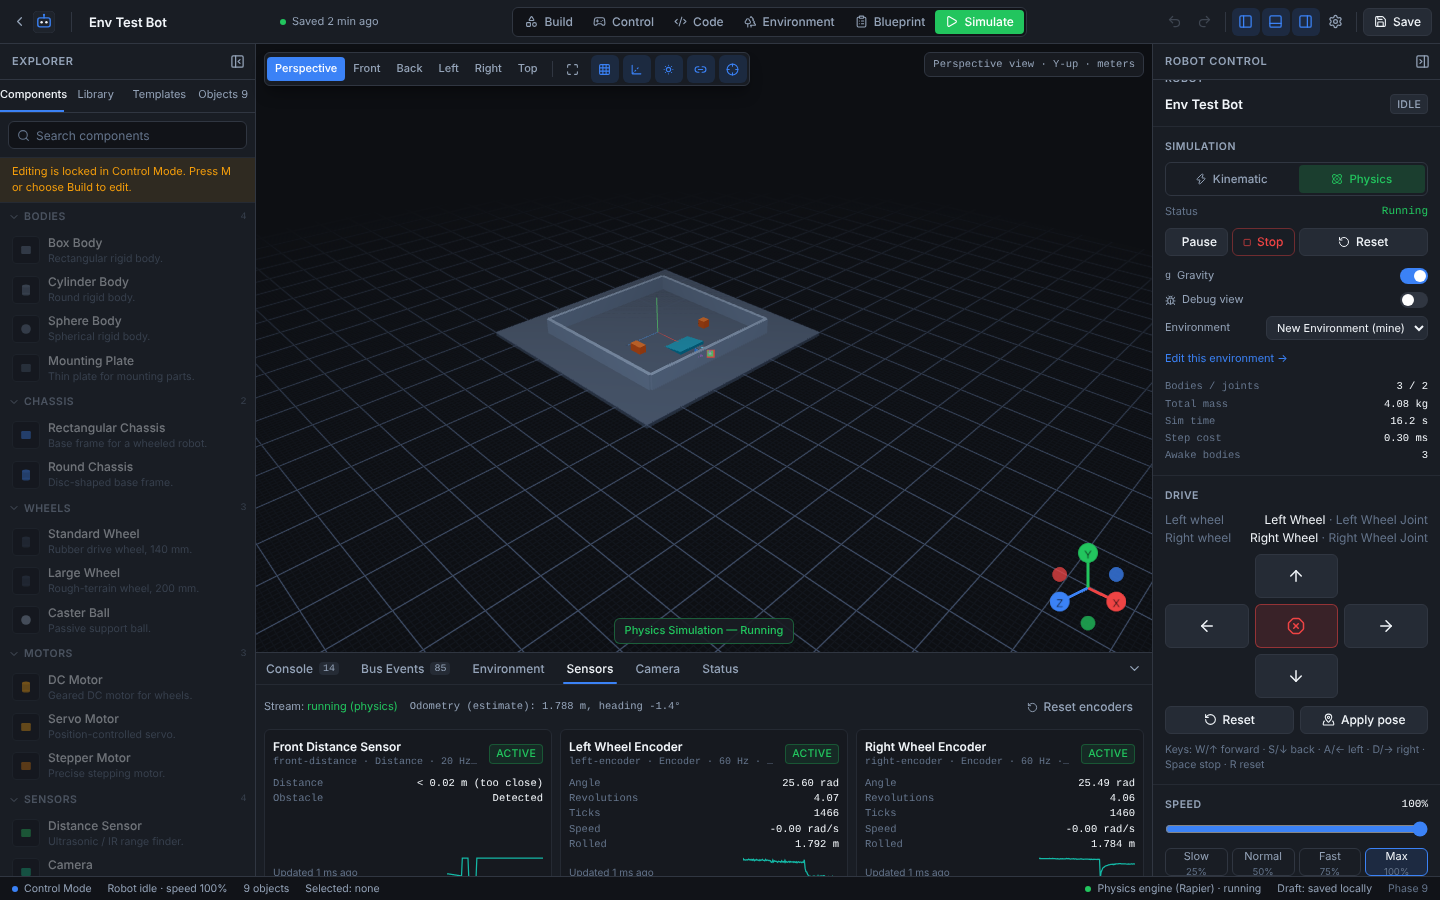 Env Test Bot
Saved 2 min ago
Build
Control
Code
Environment
Blueprint
Simulate
Save
EXPLORER
Components
Library
Templates
Objects 9
Search components
Editing is locked in Control Mode. Press M
or choose Build to edit.
BODIES 4
Box Body
Rectangular rigid body.
Cylinder Body
Round rigid body.
Sphere Body
Spherical rigid body.
Mounting Plate
Thin plate for mounting parts.
CHASSIS 2
Rectangular Chassis
Base frame for a wheeled robot.
Round Chassis
Disc-shaped base frame.
WHEELS 3
Standard Wheel
Rubber drive wheel, 140 mm.
Large Wheel
Rough-terrain wheel, 200 mm.
Caster Ball
Passive support ball.
MOTORS 3
DC Motor
Geared DC motor for wheels.
Servo Motor
Position-controlled servo.
Stepper Motor
Precise stepping motor.
SENSORS 4
Distance Sensor
Ultrasonic / IR range finder.
Camera
Perspective
Front
Back
Left
Right
Top
Perspective view · Y-up · meters
Y
Z
X
Physics Simulation — Running
Console 14
Bus Events 85
Environment
Sensors
Camera
Status
Stream: running (physics)
Odometry (estimate): 1.788 m, heading -1.4°
Reset encoders
Front Distance Sensor
front-distance · Distance · 20 Hz…
ACTIVE
Distance < 0.02 m (too close)
Obstacle Detected
Updated 1 ms ago
Left Wheel Encoder
left-encoder · Encoder · 60 Hz · …
ACTIVE
Angle 25.60 rad
Revolutions 4.07
Ticks 1466
Speed -0.00 rad/s
Rolled 1.792 m
Updated 1 ms ago
Right Wheel Encoder
right-encoder · Encoder · 60 Hz ·…
ACTIVE
Angle 25.49 rad
Revolutions 4.06
Ticks 1460
Speed -0.00 rad/s
Rolled 1.784 m
Updated 1 ms ago
ROBOT CONTROL
ROBOT
Env Test Bot
IDLE
SIMULATION
Kinematic
Physics
Status Running
Pause
Stop
Reset
g Gravity
Debug view
Environment New Environment (mine)
Edit this environment →
Bodies / joints 3 / 2
Total mass 4.08 kg
Sim time 16.2 s
Step cost 0.30 ms
Awake bodies 3
DRIVE
Left wheel Left Wheel · Left Wheel Joint
Right wheel Right Wheel · Right Wheel Joint
Reset
Apply pose
Keys: W/↑ forward · S/↓ back · A/← left · D/→ right ·
Space stop · R reset
SPEED 100%
Slow
25%
Normal
50%
Fast
75%
Max
100%
Control Mode
Robot idle · speed 100%
9 objects
Selected: none
Physics engine (Rapier) · running
Draft: saved locally
Phase 9